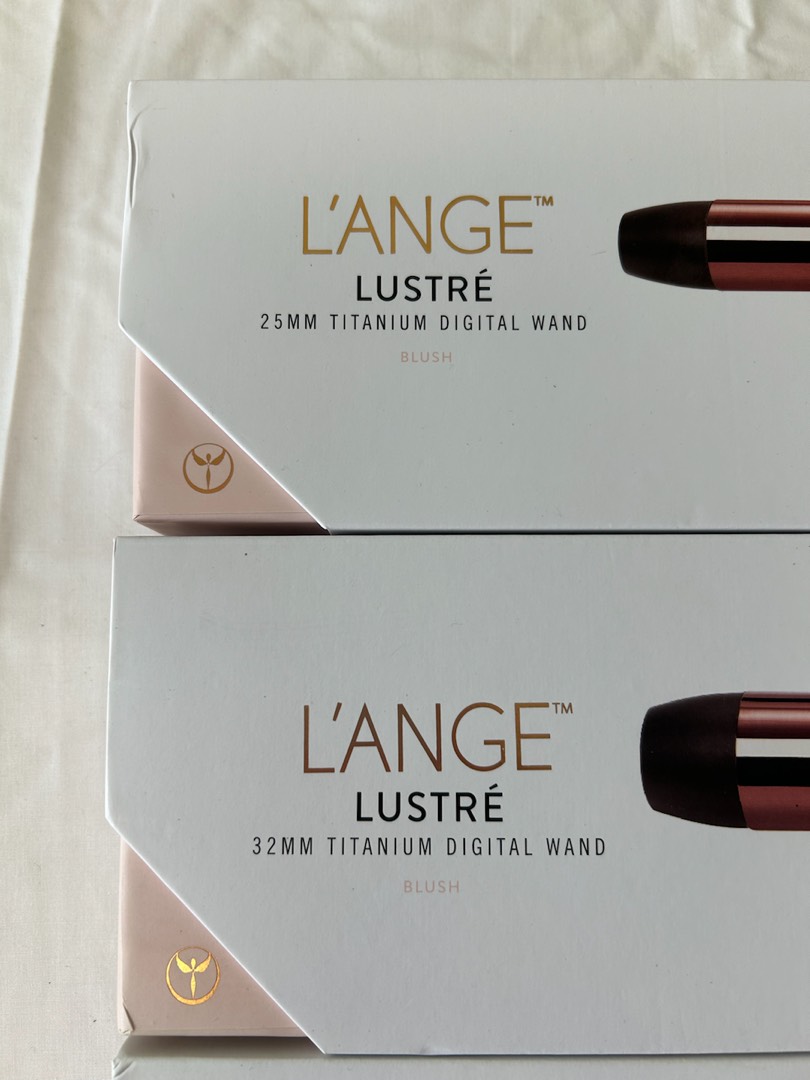 L'ANGE™
LUSTRÉ
25MM TITANIUM DIGITAL WAND
BLUSH
L'ANGE™
LUSTRÉ
32MM TITANIUM DIGITAL WAND
BLUSH